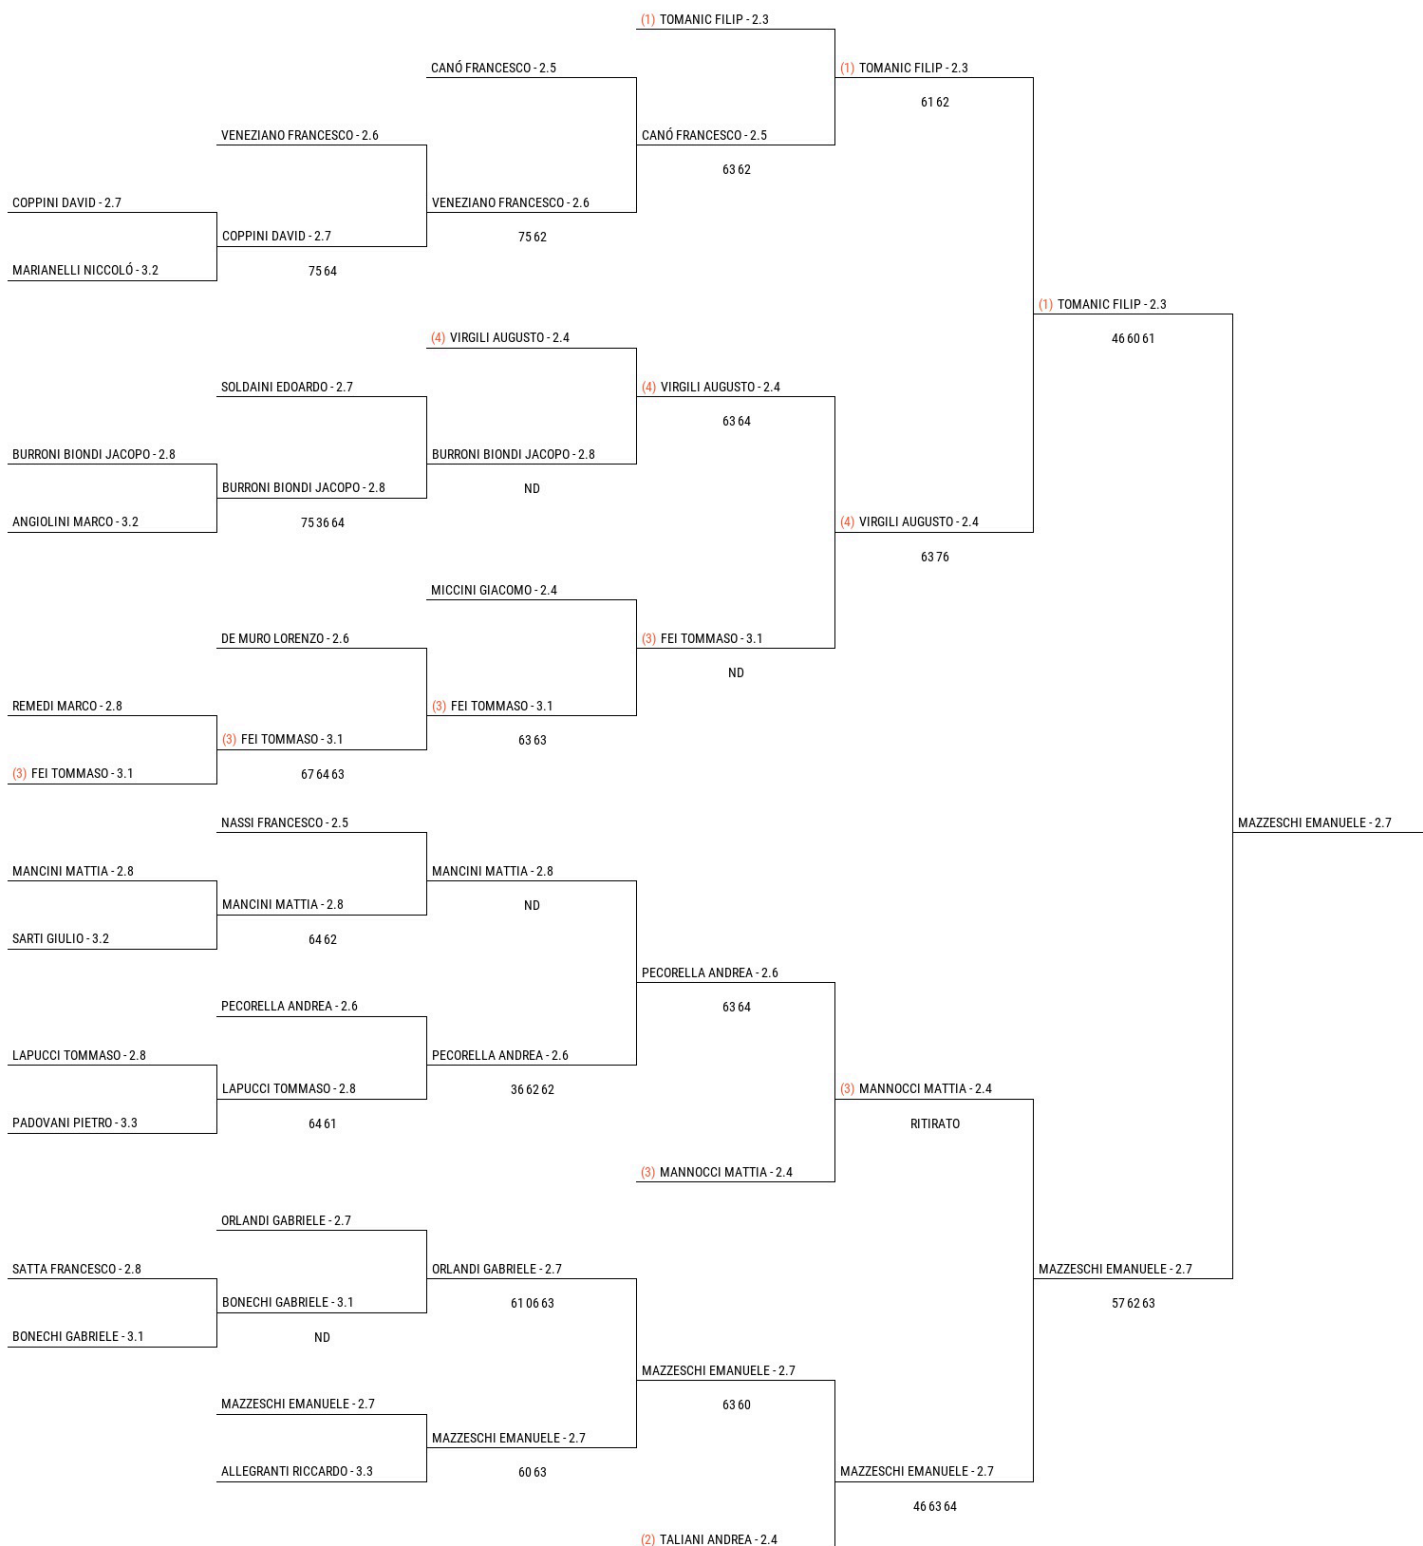 (1) TOMANIC FILIP - 2.3
CANÓ FRANCESCO - 2.5
(1) TOMANIC FILIP - 2.3
61 62
VENEZIANO FRANCESCO - 2.6
CANÓ FRANCESCO - 2.5
63 62
COPPINI DAVID - 2.7
VENEZIANO FRANCESCO - 2.6
COPPINI DAVID - 2.7
75 62
MARIANELLI NICCOLÓ - 3.2
75 64
(1) TOMANIC FILIP - 2.3
46 60 61
(4) VIRGILI AUGUSTO - 2.4
SOLDAINI EDOARDO - 2.7
(4) VIRGILI AUGUSTO - 2.4
63 64
BURRONI BIONDI JACOPO - 2.8
BURRONI BIONDI JACOPO - 2.8
BURRONI BIONDI JACOPO - 2.8
ND
ANGIOLINI MARCO - 3.2
75 36 64
(4) VIRGILI AUGUSTO - 2.4
63 76
MICCINI GIACOMO - 2.4
DE MURO LORENZO - 2.6
(3) FEI TOMMASO - 3.1
ND
REMEDI MARCO - 2.8
(3) FEI TOMMASO - 3.1
(3) FEI TOMMASO - 3.1
63 63
(3) FEI TOMMASO - 3.1
67 64 63
NASSI FRANCESCO - 2.5
MAZZESCHI EMANUELE - 2.7
MANCINI MATTIA - 2.8
MANCINI MATTIA - 2.8
MANCINI MATTIA - 2.8
ND
SARTI GIULIO - 3.2
64 62
PECORELLA ANDREA - 2.6
63 64
PECORELLA ANDREA - 2.6
LAPUCCI TOMMASO - 2.8
PECORELLA ANDREA - 2.6
LAPUCCI TOMMASO - 2.8
36 62 62
(3) MANNOCCI MATTIA - 2.4
PADOVANI PIETRO - 3.3
64 61
RITIRATO
(3) MANNOCCI MATTIA - 2.4
ORLANDI GABRIELE - 2.7
SATTA FRANCESCO - 2.8
ORLANDI GABRIELE - 2.7
MAZZESCHI EMANUELE - 2.7
BONECHI GABRIELE - 3.1
61 06 63
57 62 63
BONECHI GABRIELE - 3.1
ND
MAZZESCHI EMANUELE - 2.7
MAZZESCHI EMANUELE - 2.7
63 60
MAZZESCHI EMANUELE - 2.7
ALLEGRANTI RICCARDO - 3.3
60 63
MAZZESCHI EMANUELE - 2.7
46 63 64
(2) TALIANI ANDREA - 2.4